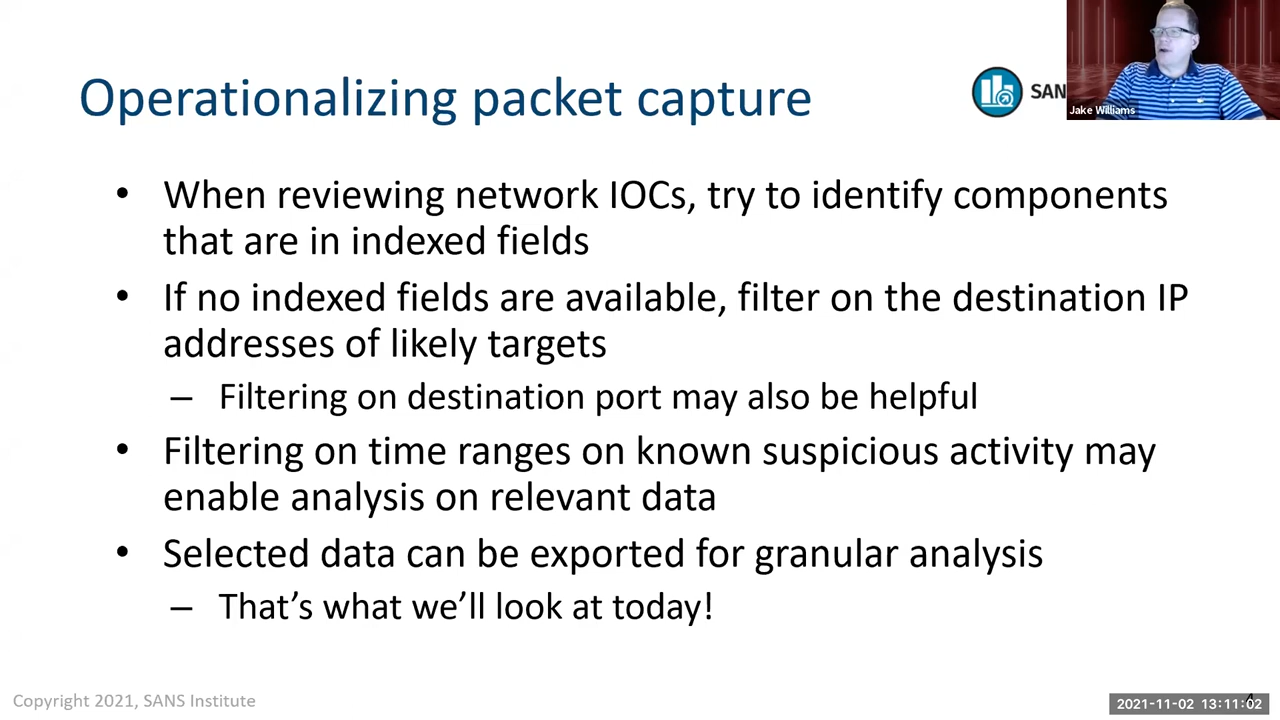 Operationalizing packet capture
SAN
Jake Williams
• When reviewing network IOCs, try to identify components
that are in indexed fields
• If no indexed fields are available, filter on the destination IP
addresses of likely targets
– Filtering on destination port may also be helpful
• Filtering on time ranges on known suspicious activity may
enable analysis on relevant data
• Selected data can be exported for granular analysis
– That’s what we’ll look at today!
Copyright 2021, SANS Institute
2021-11-02 13:11:02